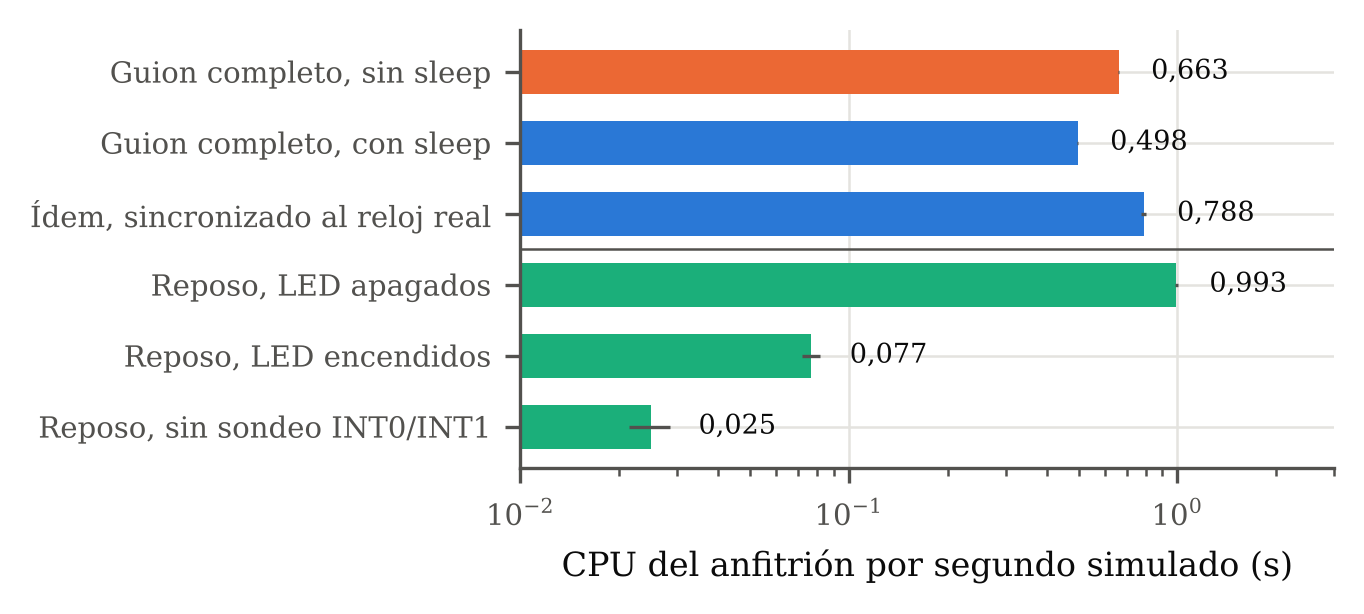 Guion completo, sin sleep 0,663
Guion completo, con sleep 0,498
Ídem, sincronizado al reloj real 0,788
Reposo, LED apagados 0,993
Reposo, LED encendidos 0,077
Reposo, sin sondeo INT0/INT1 0,025
10⁻² 10⁻¹ 10⁰
CPU del anfitrión por segundo simulado (s)